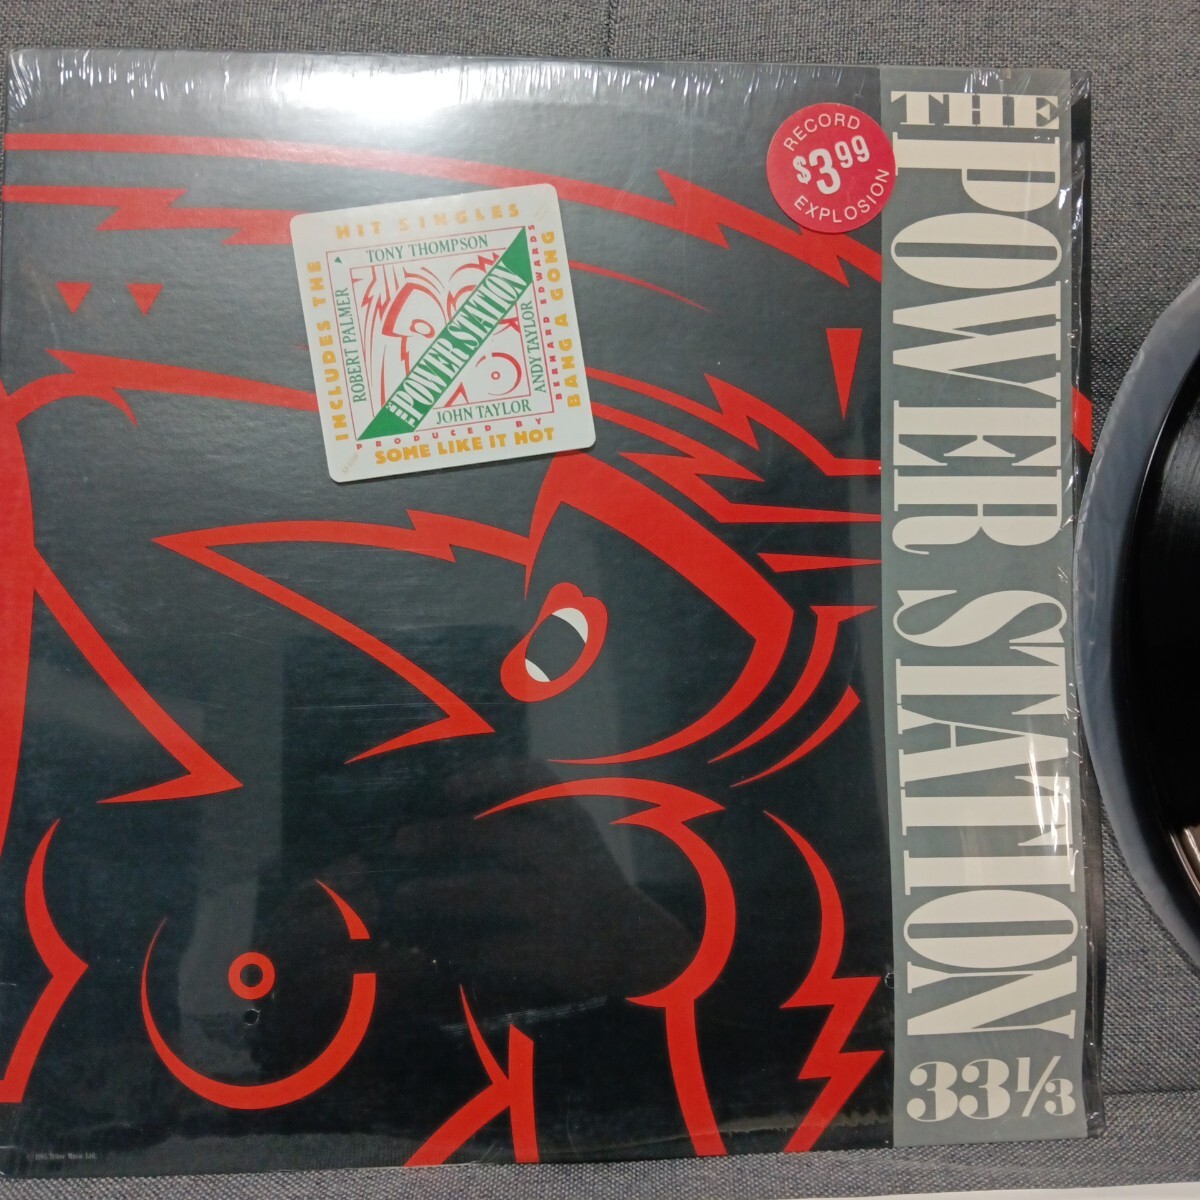 THE
POWER STATION
33⅓
RECORD
$3.99
EXPLOSION
INCLUDES THE
HIT SINGLES
TONY THOMPSON
ROBERT PALMER
THE POWER STATION
ANDY TAYLOR
JOHN TAYLOR
PRODUCED BY
BERNARD EDWARDS
SOME LIKE IT HOT
BANG A GONG